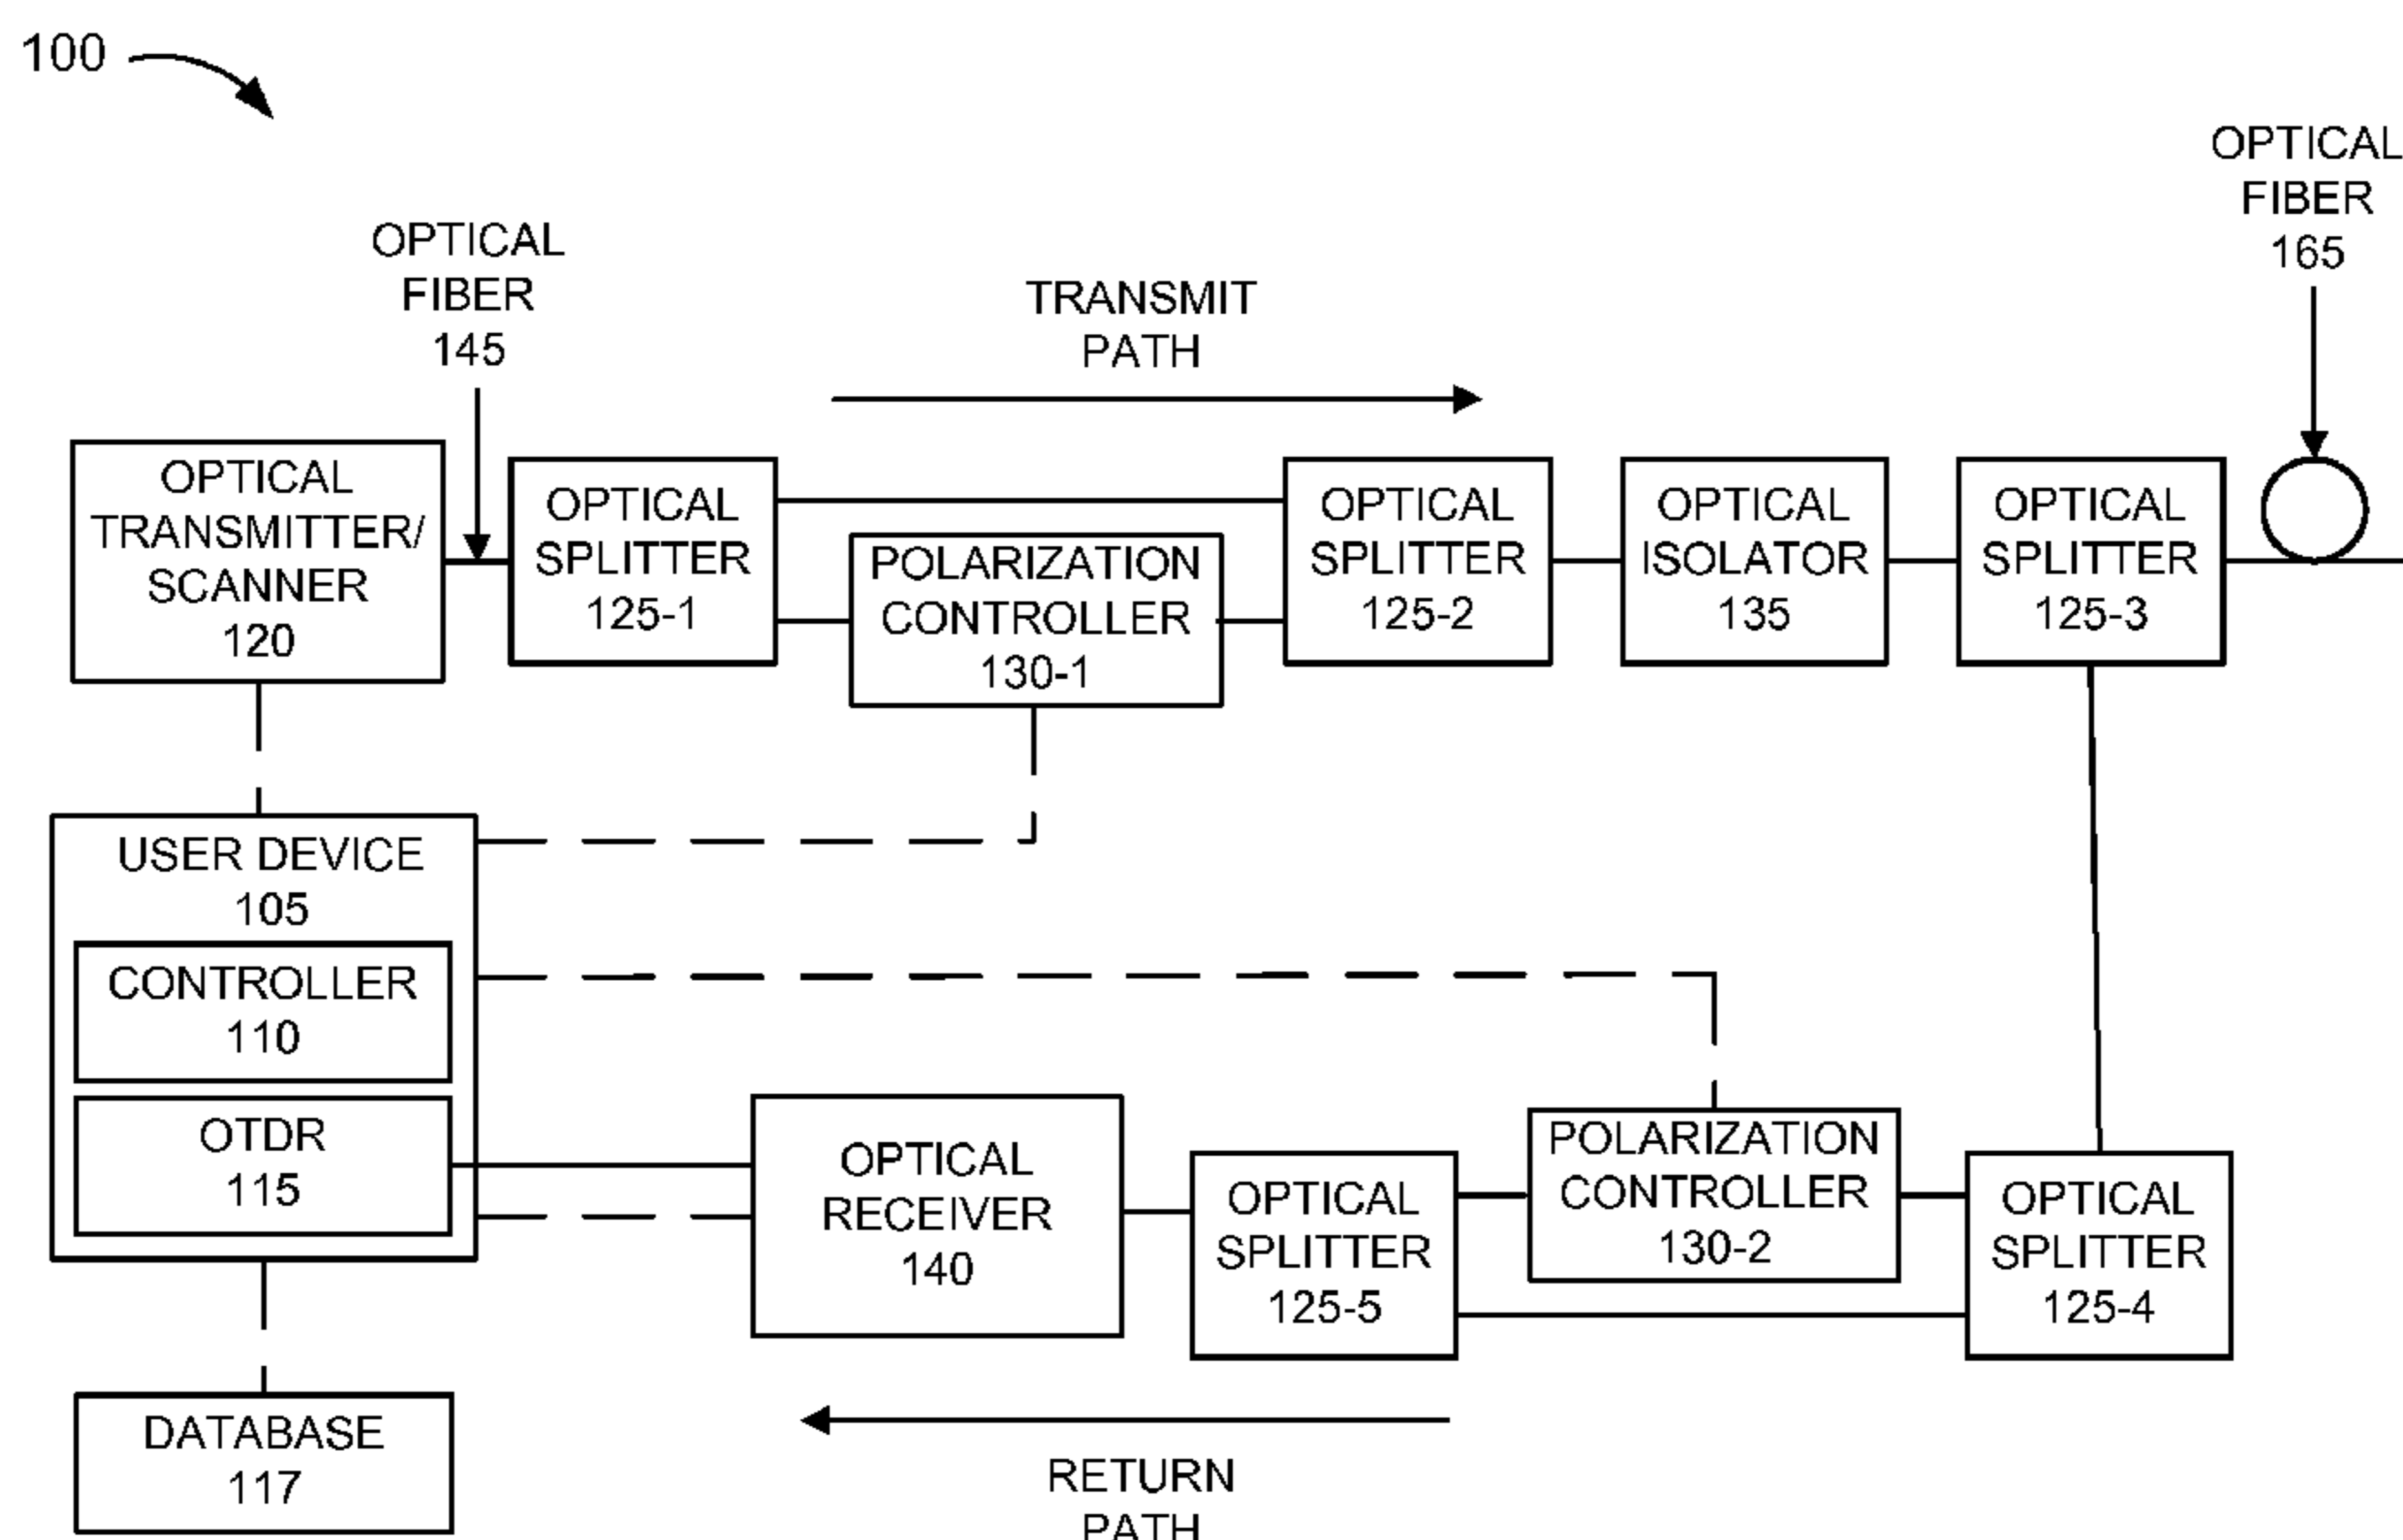 100
OPTICAL
FIBER
165
OPTICAL
FIBER
145
TRANSMIT
PATH
OPTICAL
TRANSMITTER/
SCANNER
120
OPTICAL
SPLITTER
125-1
POLARIZATION
CONTROLLER
130-1
OPTICAL
SPLITTER
125-2
OPTICAL
ISOLATOR
135
OPTICAL
SPLITTER
125-3
USER DEVICE
105
CONTROLLER
110
OTDR
115
OPTICAL
RECEIVER
140
OPTICAL
SPLITTER
125-5
POLARIZATION
CONTROLLER
130-2
OPTICAL
SPLITTER
125-4
DATABASE
117
RETURN
PATH